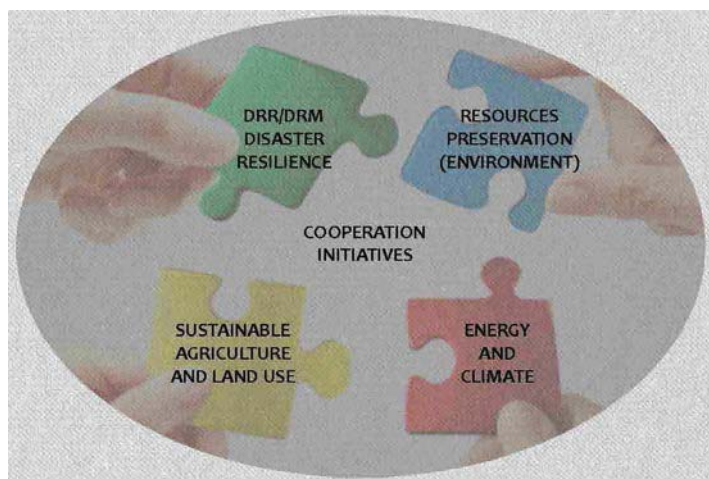 DRR/DRM
DISASTER
RESILIENCE
RESOURCES
PRESERVATION
(ENVIRONMENT)
COOPERATION
INITIATIVES
SUSTAINABLE
AGRICULTURE
AND LAND USE
ENERGY
AND
CLIMATE